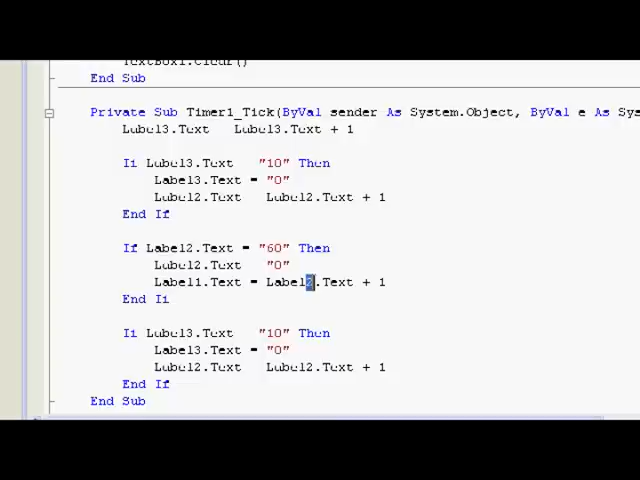 TextBox1.Clear()
End Sub
Private Sub Timer1_Tick(ByVal sender As System.Object, ByVal e As Sys
Label3.Text Label3.Text + 1
If Label3.Text "10" Then
Label3.Text = "0"
Label2.Text Label2.Text + 1
End If
If Label2.Text = "60" Then
Label2.Text "0"
Label1.Text = Label2.Text + 1
End If
If Label3.Text "10" Then
Label3.Text = "0"
Label2.Text Label2.Text + 1
End If
End Sub